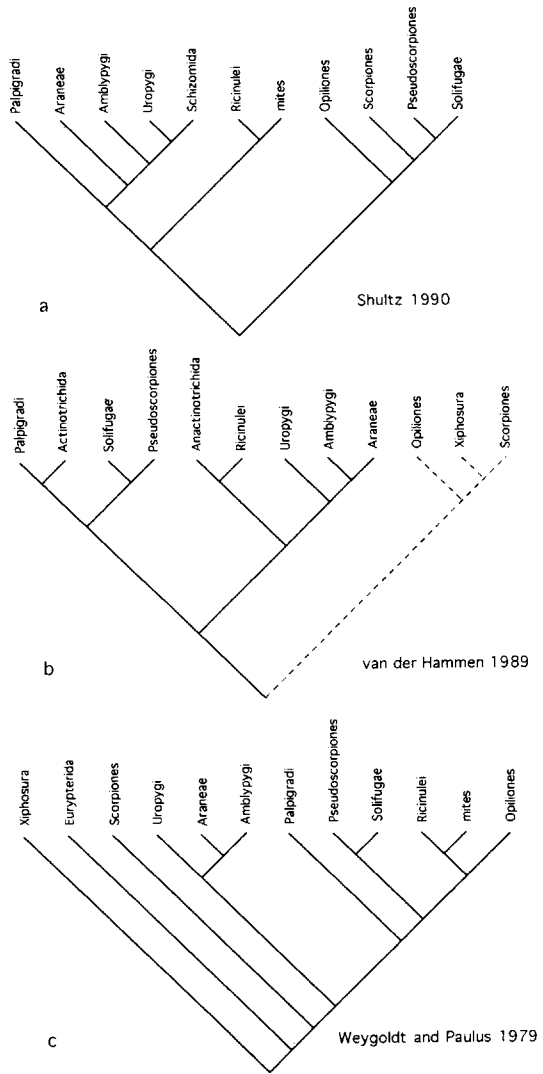 Palpigradi
Araneae
Amblypygi
Uropygi
Schizomida
Ricinulei
mites
Opiliones
Scorpiones
Pseudoscorpiones
Solifugae
a
Shultz 1990
Palpigradi
Actinotrichida
Solifugae
Pseudoscorpiones
Anactinotrichida
Ricinulei
Uropygi
Amblypygi
Araneae
Opiliones
Xiphosura
Scorpiones
b
van der Hammen 1989
Xiphosura
Eurypterida
Scorpiones
Uropygi
Araneae
Amblypygi
Palpigradi
Pseudoscorpiones
Solifugae
Ricinulei
mites
Opiliones
c
Weygoldt and Paulus 1979